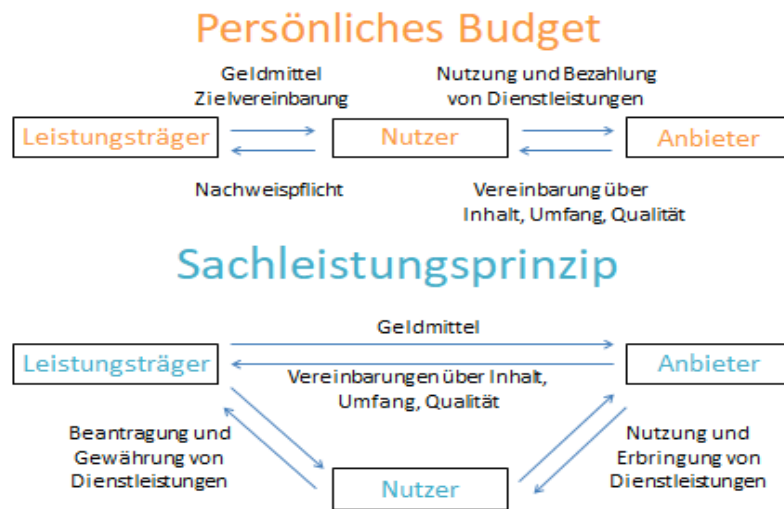 Persönliches Budget
Geldmittel
Zielvereinbarung
Nutzung und Bezahlung
von Dienstleistungen
Leistungsträger
Nutzer
Anbieter
Nachweispflicht
Vereinbarung über
Inhalt, Umfang, Qualität
Sachleistungsprinzip
Geldmittel
Leistungsträger
Anbieter
Vereinbarungen über Inhalt,
Umfang, Qualität
Beantragung und
Gewährung von
Dienstleistungen
Nutzung und
Erbringung von
Dienstleistungen
Nutzer